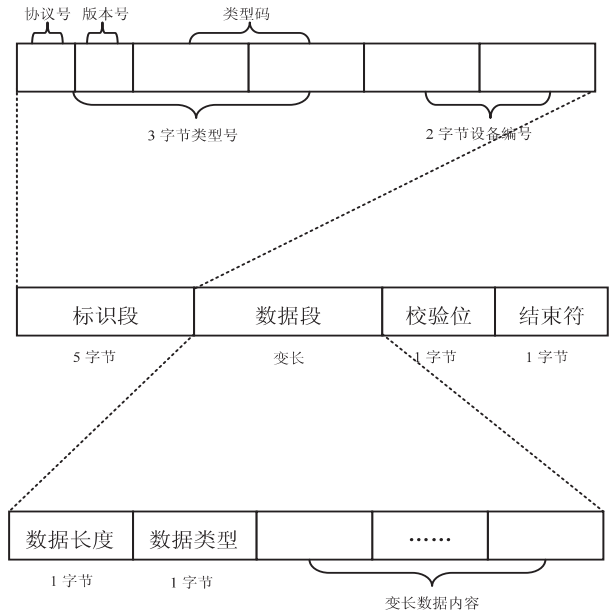 协议号 版本号 类型码
3 字节类型号 2 字节设备编号
标识段 数据段 校验位 结束符
5 字节 变长 1 字节 1 字节
数据长度 数据类型 ……
1 字节 1 字节
变长数据内容